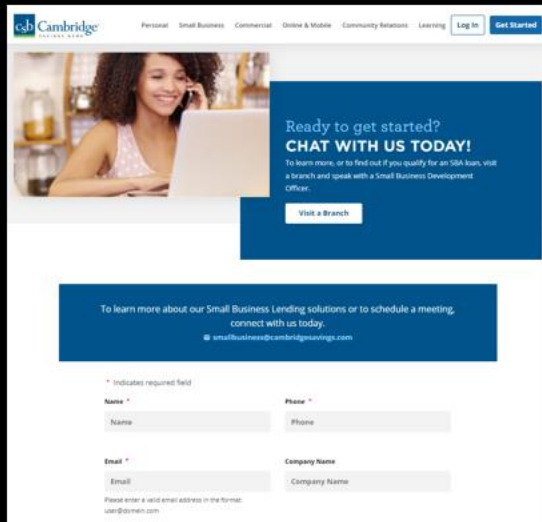 csb Cambridge
SAVINGS BANK
Personal Small Business Commercial Online & Mobile Community Relations Learning Log In Get Started
Ready to get started?
CHAT WITH US TODAY!
To learn more, or to find out if you qualify for an SBA loan, visit
a branch and speak with a Small Business Development
Officer.
Visit a Branch
To learn more about our Small Business Lending solutions or to schedule a meeting,
connect with us today.
smallbusiness@cambridgesavings.com
* Indicates required field
Name * Phone *
Name Phone
Email * Company Name
Email Company Name
Please enter a valid email address in the format:
user@domain.com